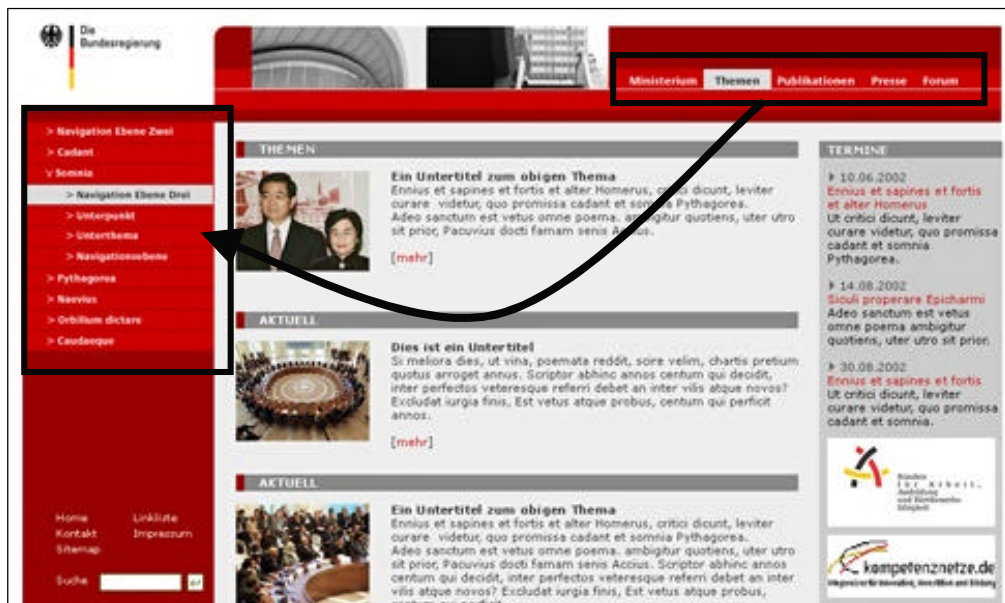 Die
Bundesregierung
Ministerium Themen Publikationen Presse Forum
> Navigation Ebene Zwei
> Cadant
v Somnia
> Navigation Ebene Drei
> Unterpunkt
> Unterthema
> Navigationsebene
> Pythagorea
> Naevius
> Orbilium dictare
> Caudaeque
Home Linkliste
Kontakt Impressum
Sitemap
Suche
THEMEN
Ein Untertitel zum obigen Thema
Ennius et sapines et fortis et alter Homerus, critici dicunt, leviter
curare videtur, quo promissa cadant et somnia Pythagorea.
Adeo sanctum est vetus omne poema. ambigitur quotiens, uter utro
sit prior, Pacuvius docti famam senis Accius.
[mehr]
AKTUELL
Dies ist ein Untertitel
Si meliora dies, ut vina, poemata reddit, scire velim, chartis pretium
quotus arroget annus. Scriptor abhinc annos centum qui decidit,
inter perfectos veteresque referri debet an inter vilis atque novos?
Excludat iurgia finis, Est vetus atque probus, centum qui perficit
annos.
[mehr]
AKTUELL
Ein Untertitel zum obigen Thema
Ennius et sapines et fortis et alter Homerus, critici dicunt, leviter
curare videtur, quo promissa cadant et somnia Pythagorea.
Adeo sanctum est vetus omne poema. ambigitur quotiens, uter utro
sit prior, Pacuvius docti famam senis Accius. Scriptor abhinc annos
centum qui decidit, inter perfectos veteresque referri debet an inter
vilis atque novos? Excludat iurgia finis, Est vetus atque probus,
centum qui perficit
TERMINE
10.06.2002
Ennius et sapines et fortis
et alter Homerus
Ut critici dicunt, leviter
curare videtur, quo promissa
cadant et somnia
Pythagorea.
14.08.2002
Siculi properare Epicharmi
Adeo sanctum est vetus
omne poema ambigitur
quotiens, uter utro sit prior.
30.08.2002
Ennius et sapines et fortis
Ut critici dicunt, leviter
curare videtur, quo promissa
cadant et somnia.
für Arbeit,
Ausbildung
und Wettbewerbs-
fähigkeit
kompetenznetze.de